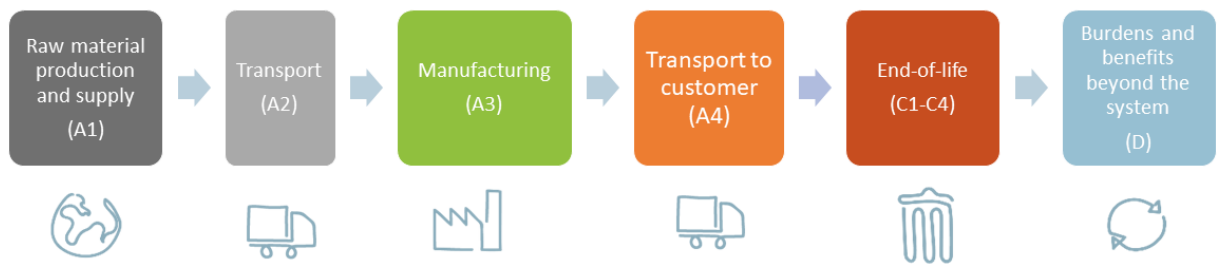 Raw material
production
and supply
(A1)
Transport
(A2)
Manufacturing
(A3)
Transport to
customer
(A4)
End-of-life
(C1-C4)
Burdens and
benefits
beyond the
system
(D)